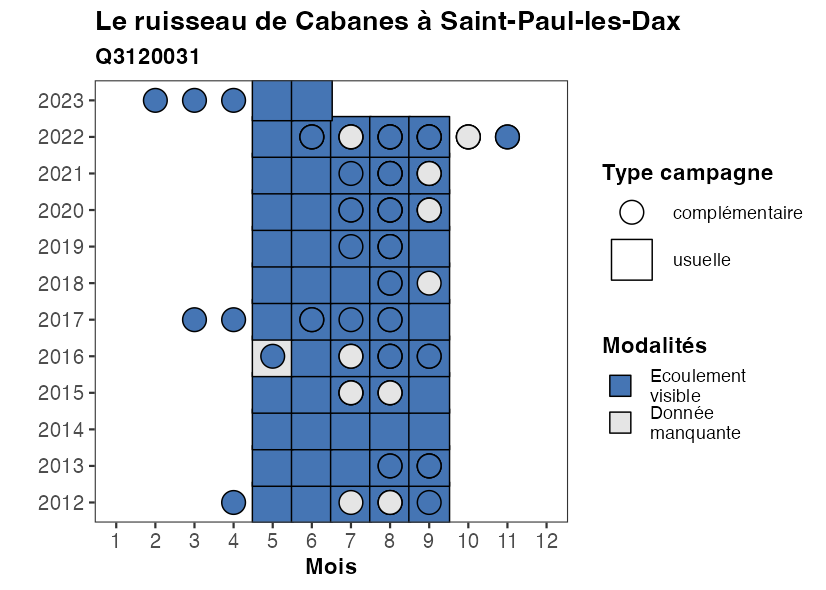 Le ruisseau de Cabanes à Saint-Paul-les-Dax
Q3120031
2023
2022
2021
2020
2019
2018
2017
2016
2015
2014
2013
2012
1 2 3 4 5 6 7 8 9 10 11 12
Mois
Type campagne
complémentaire
usuelle
Modalités
Ecoulement
visible
Donnée
manquante